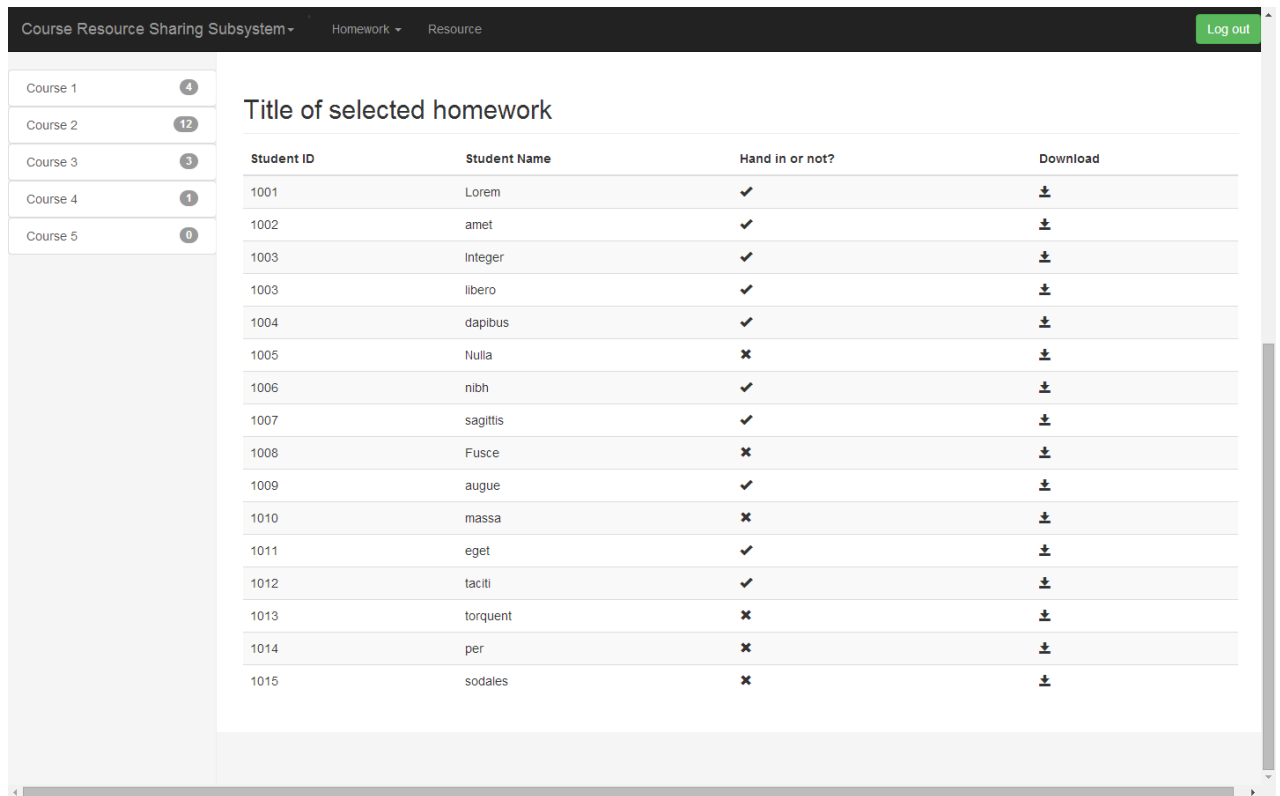 Course Resource Sharing Subsystem Homework Resource Log out
Course 1 4
Course 2 12
Course 3 3
Course 4 1
Course 5 0
Title of selected homework
Student ID Student Name Hand in or not? Download
1001 Lorem
1002 amet
1003 Integer
1003 libero
1004 dapibus
1005 Nulla
1006 nibh
1007 sagittis
1008 Fusce
1009 augue
1010 massa
1011 eget
1012 taciti
1013 torquent
1014 per
1015 sodales